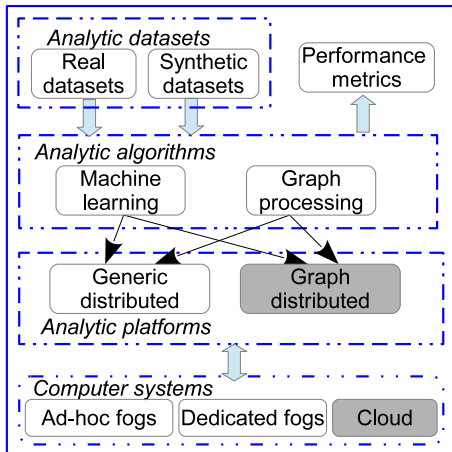 Analytic datasets
Real
datasets
Synthetic
datasets
Performance
metrics
Analytic algorithms
Machine
learning
Graph
processing
Generic
distributed
Graph
distributed
Analytic platforms
Computer systems
Ad-hoc fogs
Dedicated fogs
Cloud